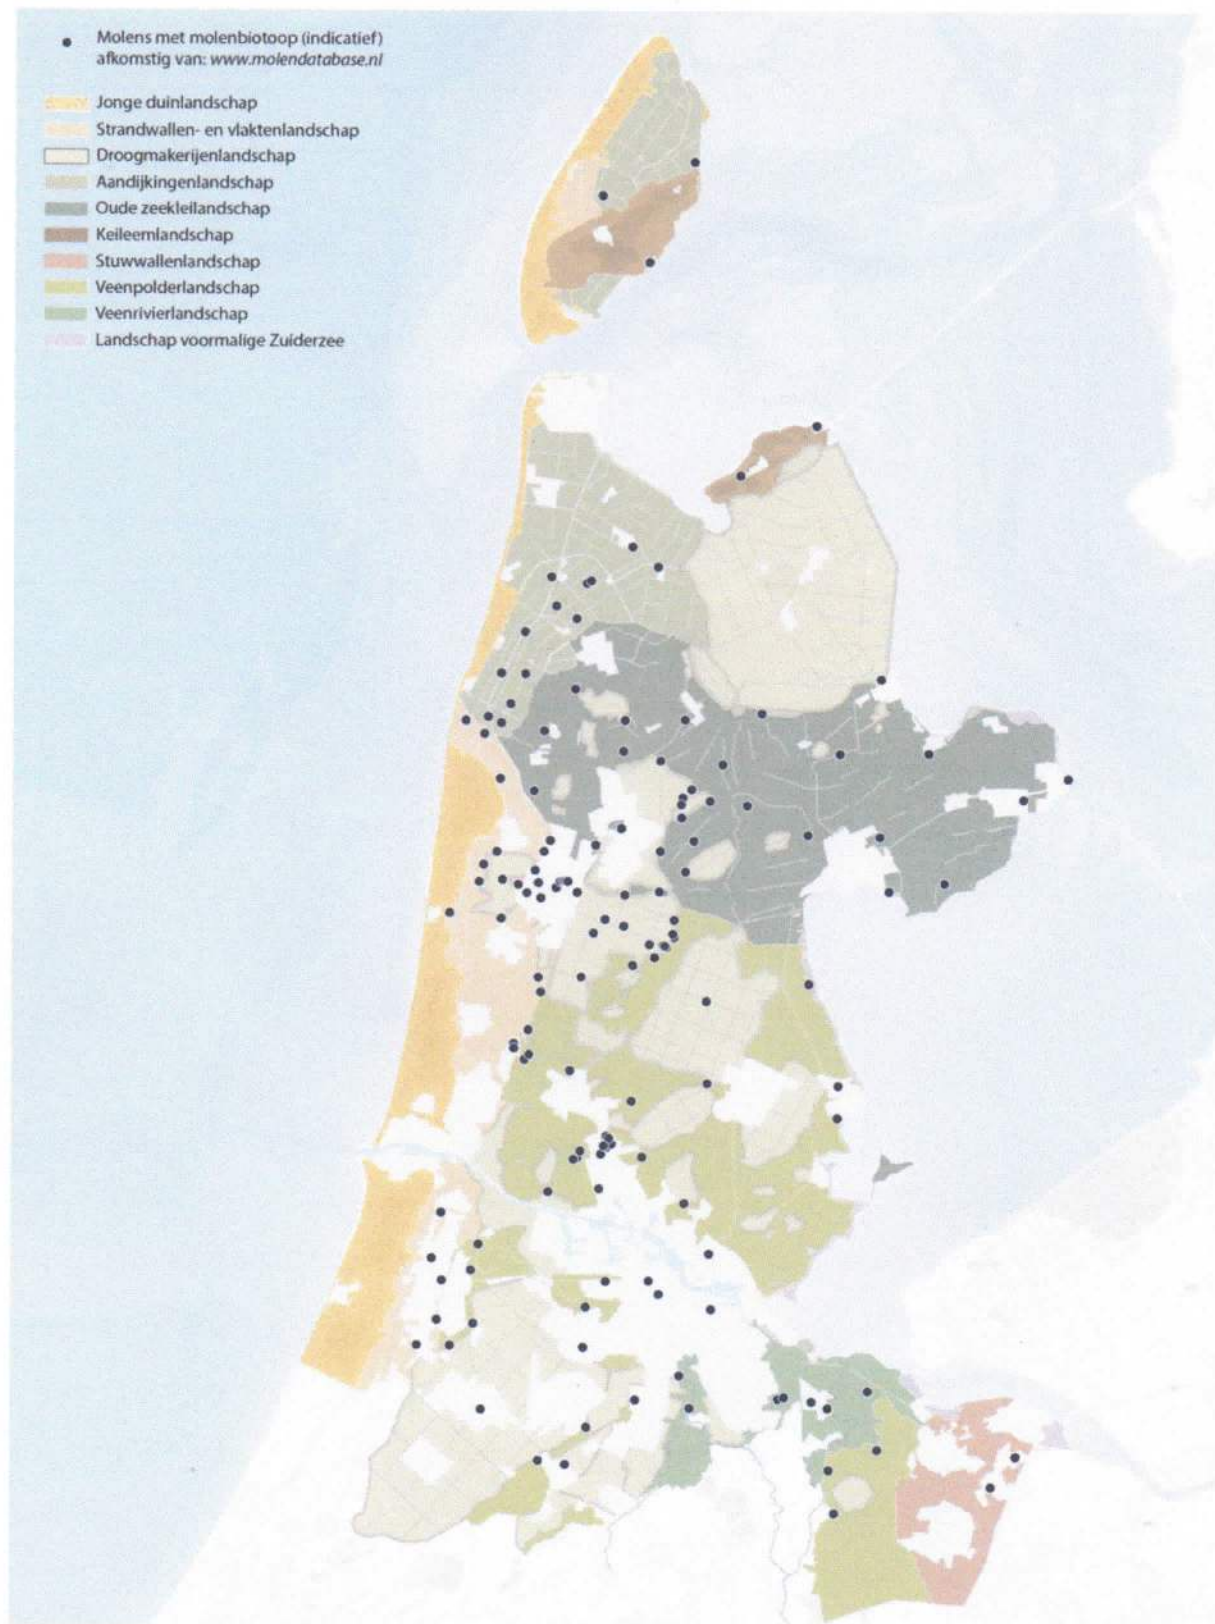 Molens met molenbiotoop (indicatief)
afkomstig van: www.molendatabase.nl
Jonge duinlandschap
Strandwallen- en vlaktenlandschap
Droogmakerijenlandschap
Aandijkingenlandschap
Oude zeekleilandschap
Keileemlandschap
Stuwwallenlandschap
Veenpolderlandschap
Veenrivierlandschap
Landschap voormalige Zuiderzee